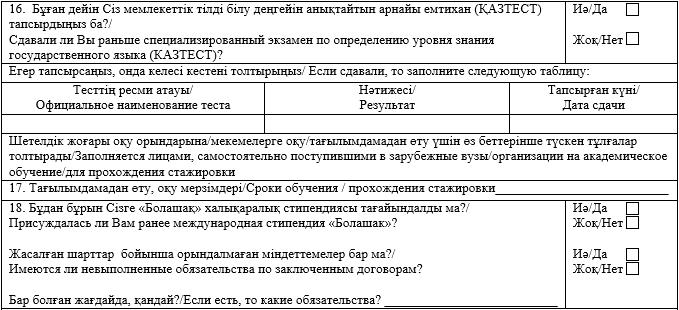 16. Бұған дейін Сіз мемлекеттік тілді білу деңгейін анықтайтын арнайы емтихан (ҚАЗТЕСТ)
тапсырдыңыз ба?/
Сдавали ли Вы раньше специализированный экзамен по определению уровня знания
государственного языка (КАЗТЕСТ)?
Иә/Да
Жоқ/Нет
Егер тапсырсаңыз, онда келесі кестені толтырыңыз/ Если сдавали, то заполните следующую таблицу:
Тесттің ресми атауы/
Официальное наименование теста
Нәтижесі/
Результат
Тапсырған күні/
Дата сдачи
Шетелдік жоғары оқу орындарына/мекемелерге оқу/тағылымдамадан өту үшін өз беттерінше түскен тұлғалар
толтырады/Заполняется лицами, самостоятельно поступившими в зарубежные вузы/организации на академическое
обучение/для прохождения стажировки
17. Тағылымдамадан өту, оқу мерзімдері/Сроки обучения / прохождения стажировки___________________________
18. Бұдан бұрын Сізге «Болашақ» халықаралық стипендиясы тағайындалды ма?/
Присуждалась ли Вам ранее международная стипендия «Болашақ»?
Иә/Да
Жоқ/Нет
Жасалған шарттар бойынша орындалмаған міндеттемелер бар ма?/
Имеются ли невыполненные обязательства по заключенным договорам?
Иә/Да
Жоқ/Нет
Бар болған жағдайда, қандай?/Если есть, то какие обязательства? ___________________________